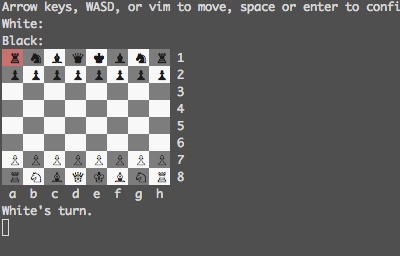 Arrow keys, WASD, or vim to move, space or enter to confi
White:
Black:
1
2
3
4
5
6
7
8
a b c d e f g h
White's turn.